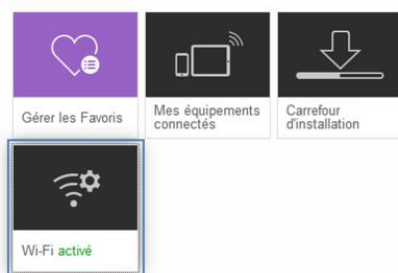 Gérer les Favoris
Mes équipements
connectés
Carrefour
d'installation
Wi-Fi activé